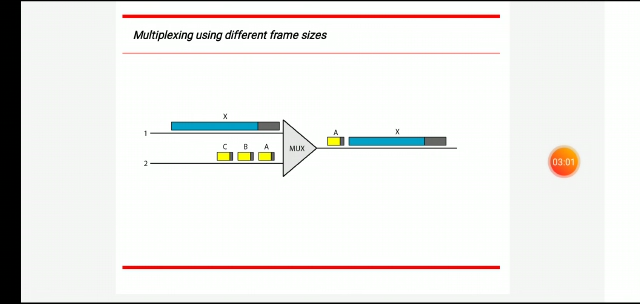 Multiplexing using different frame sizes
X
1
A X
C B A
MUX
2
03:01